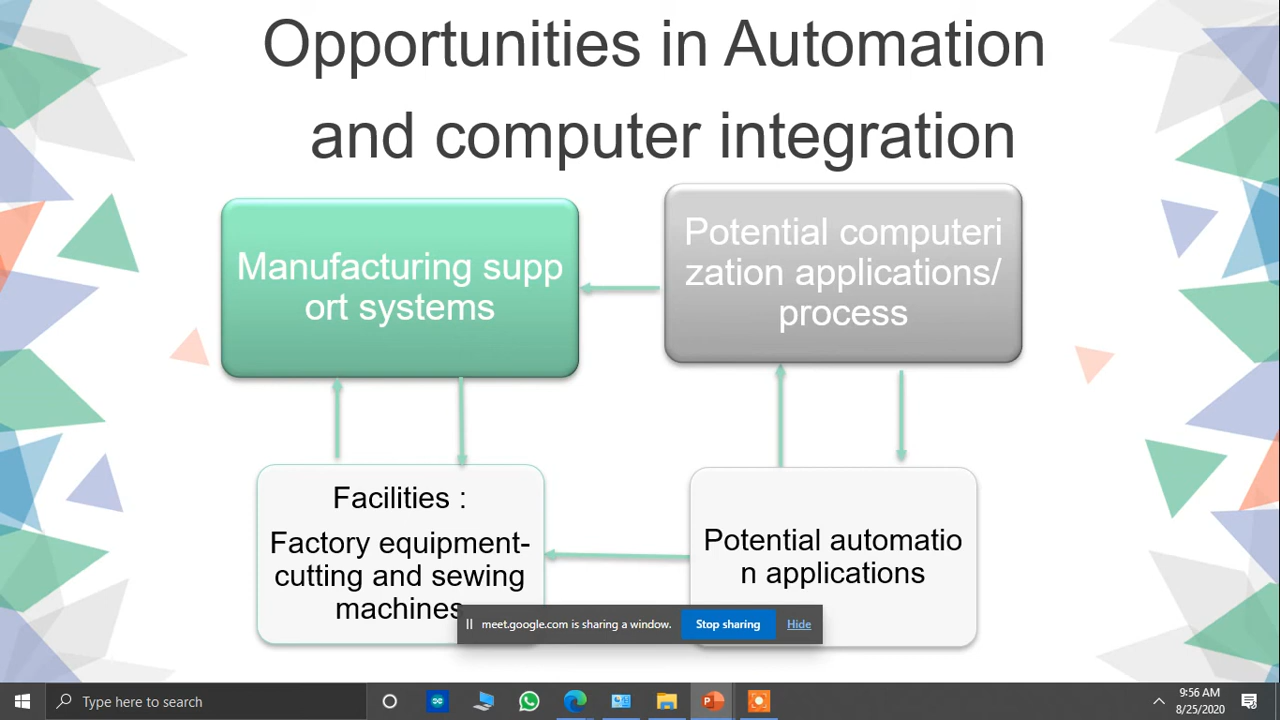 Opportunities in Automation
and computer integration
Manufacturing supp
ort systems
Potential computeri
zation applications/
process
Facilities :
Factory equipment-
cutting and sewing
machines
Potential automatio
n applications
meet.google.com is sharing a window.
Stop sharing
Hide
Type here to search
9:56 AM
8/25/2020